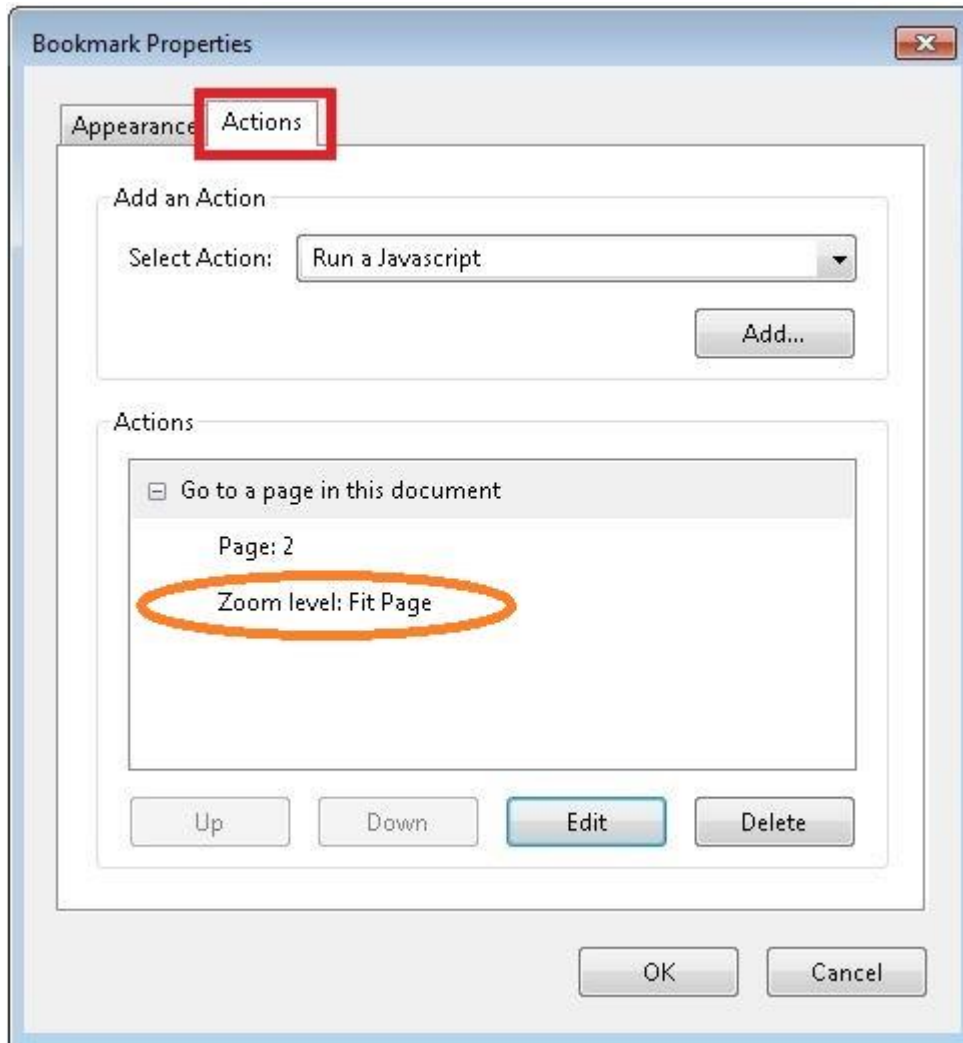 Bookmark Properties
Appearance Actions
Add an Action
Select Action: Run a Javascript
Add...
Actions
Go to a page in this document
Page: 2
Zoom level: Fit Page
Up Down Edit Delete
OK Cancel